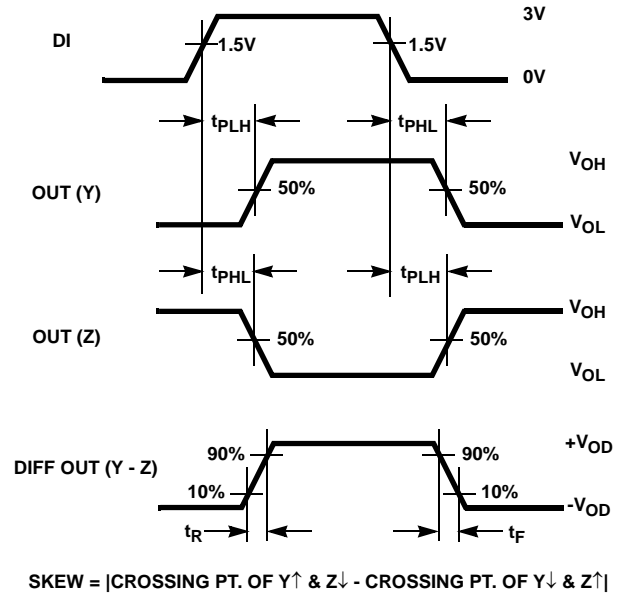 3V
DI
1.5V
1.5V
0V
tPLH
tPHL
VOH
OUT (Y)
50%
50%
VOL
tPHL
tPLH
VOH
OUT (Z)
50%
50%
VOL
+VOD
DIFF OUT (Y - Z)
90%
90%
10%
10%
-VOD
tR
tF
SKEW = |CROSSING PT. OF Y↑ & Z↓ - CROSSING PT. OF Y↓ & Z↑|